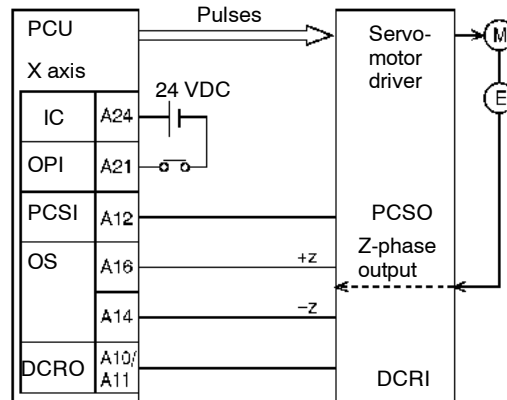 PCU
Pulses
Servo-
motor
driver
M
X axis
24 VDC
IC
A24
E
OPI
A21
PCSI
A12
PCSO
OS
A16
+z
Z-phase
output
A14
−z
DCRO
A10/
A11
DCRI